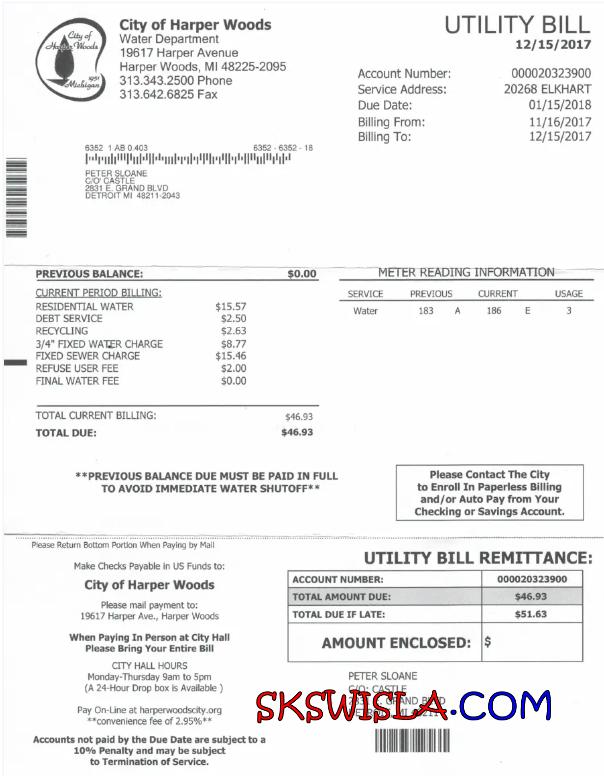 City of
Harper Woods
1951
Michigan
City of Harper Woods
Water Department
19617 Harper Avenue
Harper Woods, MI 48225-2095
313.343.2500 Phone
313.642.6825 Fax
UTILITY BILL
12/15/2017
Account Number: 000020323900
Service Address: 20268 ELKHART
Due Date: 01/15/2018
Billing From: 11/16/2017
Billing To: 12/15/2017
6352 1 AB 0.403 6352 - 6352 - 18
PETER SLOANE
C/O: CASTLE
2831 E. GRAND BLVD
DETROIT MI 48211-2043
PREVIOUS BALANCE: $0.00
CURRENT PERIOD BILLING:
RESIDENTIAL WATER $15.57
DEBT SERVICE $2.50
RECYCLING $2.63
3/4" FIXED WATER CHARGE $8.77
FIXED SEWER CHARGE $15.46
REFUSE USER FEE $2.00
FINAL WATER FEE $0.00
TOTAL CURRENT BILLING: $46.93
TOTAL DUE: $46.93
METER READING INFORMATION
SERVICE PREVIOUS CURRENT USAGE
Water 183 A 186 E 3
**PREVIOUS BALANCE DUE MUST BE PAID IN FULL
TO AVOID IMMEDIATE WATER SHUTOFF**
Please Contact The City
to Enroll In Paperless Billing
and/or Auto Pay from Your
Checking or Savings Account.
Please Return Bottom Portion When Paying by Mail
Make Checks Payable in US Funds to:
City of Harper Woods
Please mail payment to:
19617 Harper Ave., Harper Woods
When Paying In Person at City Hall
Please Bring Your Entire Bill
CITY HALL HOURS
Monday-Thursday 9am to 5pm
(A 24-Hour Drop box is Available )
Pay On-Line at harperwoodscity.org
**convenience fee of 2.95%**
Accounts not paid by the Due Date are subject to a
10% Penalty and may be subject
to Termination of Service.
UTILITY BILL REMITTANCE:
ACCOUNT NUMBER: 000020323900
TOTAL AMOUNT DUE: $46.93
TOTAL DUE IF LATE: $51.63
AMOUNT ENCLOSED: $
PETER SLOANE
C/O: CASTLE
2831 E. GRAND BLVD
DETROIT MI 48211
SKSWISLA.COM